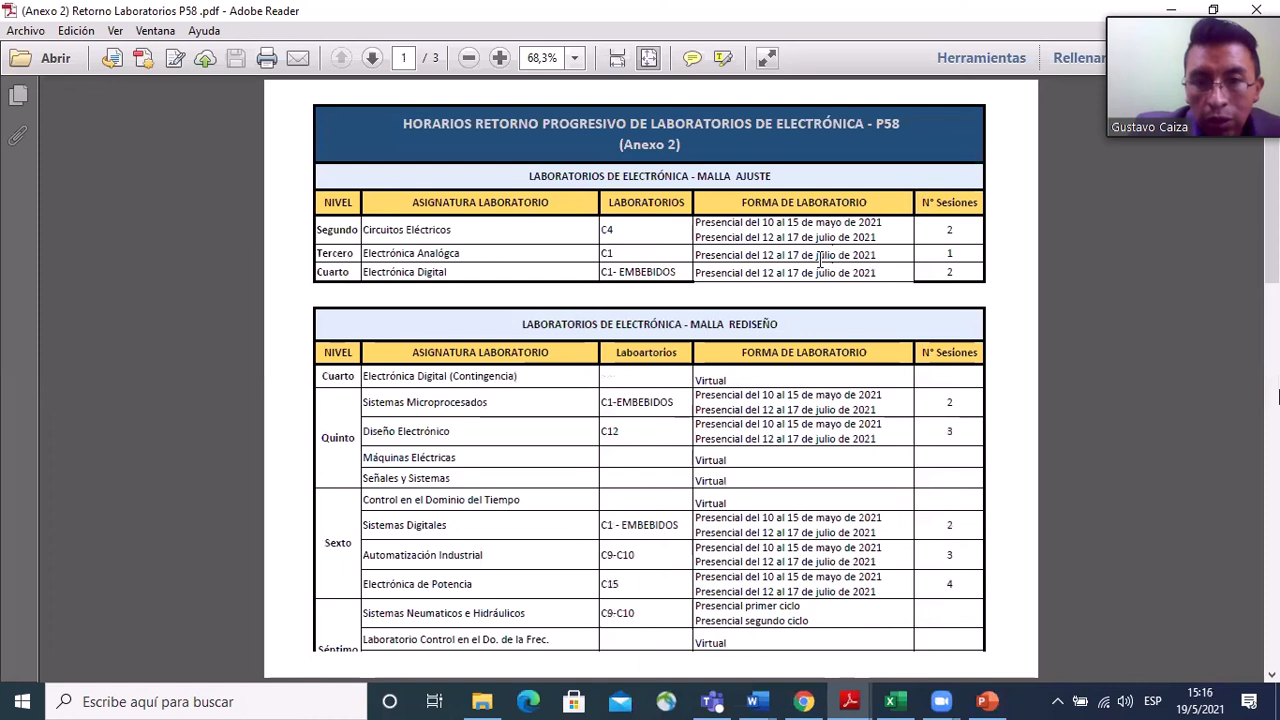 (Anexo 2) Retorno Laboratorios P58 .pdf - Adobe Reader
Archivo Edición Ver Ventana Ayuda
Abrir 1 / 3 68,3% Herramientas Rellenar
Gustavo Caiza
HORARIOS RETORNO PROGRESIVO DE LABORATORIOS DE ELECTRÓNICA - P58
(Anexo 2)
LABORATORIOS DE ELECTRÓNICA - MALLA AJUSTE
NIVEL ASIGNATURA LABORATORIO LABORATORIOS FORMA DE LABORATORIO N° Sesiones
Segundo Circuitos Eléctricos C4 Presencial del 10 al 15 de mayo de 2021 2
Presencial del 12 al 17 de julio de 2021
Tercero Electrónica Analógca C1 Presencial del 12 al 17 de julio de 2021 1
Cuarto Electrónica Digital C1- EMBEBIDOS Presencial del 12 al 17 de julio de 2021 2
LABORATORIOS DE ELECTRÓNICA - MALLA REDISEÑO
NIVEL ASIGNATURA LABORATORIO Laboartorios FORMA DE LABORATORIO N° Sesiones
Cuarto Electrónica Digital (Contingencia) Virtual
Quinto Sistemas Microprocesados C1-EMBEBIDOS Presencial del 10 al 15 de mayo de 2021 2
Presencial del 12 al 17 de julio de 2021
Diseño Electrónico C12 Presencial del 10 al 15 de mayo de 2021 3
Presencial del 12 al 17 de julio de 2021
Máquinas Eléctricas Virtual
Señales y Sistemas Virtual
Sexto Control en el Dominio del Tiempo Virtual
Sistemas Digitales C1 - EMBEBIDOS Presencial del 10 al 15 de mayo de 2021 2
Presencial del 12 al 17 de julio de 2021
Automatización Industrial C9-C10 Presencial del 10 al 15 de mayo de 2021 3
Presencial del 12 al 17 de julio de 2021
Electrónica de Potencia C15 Presencial del 10 al 15 de mayo de 2021 4
Presencial del 12 al 17 de julio de 2021
Séptimo Sistemas Neumaticos e Hidráulicos C9-C10 Presencial primer ciclo
Presencial segundo ciclo
Laboratorio Control en el Do. de la Frec. Virtual
Escribe aquí para buscar
ESP
15:16
19/5/2021